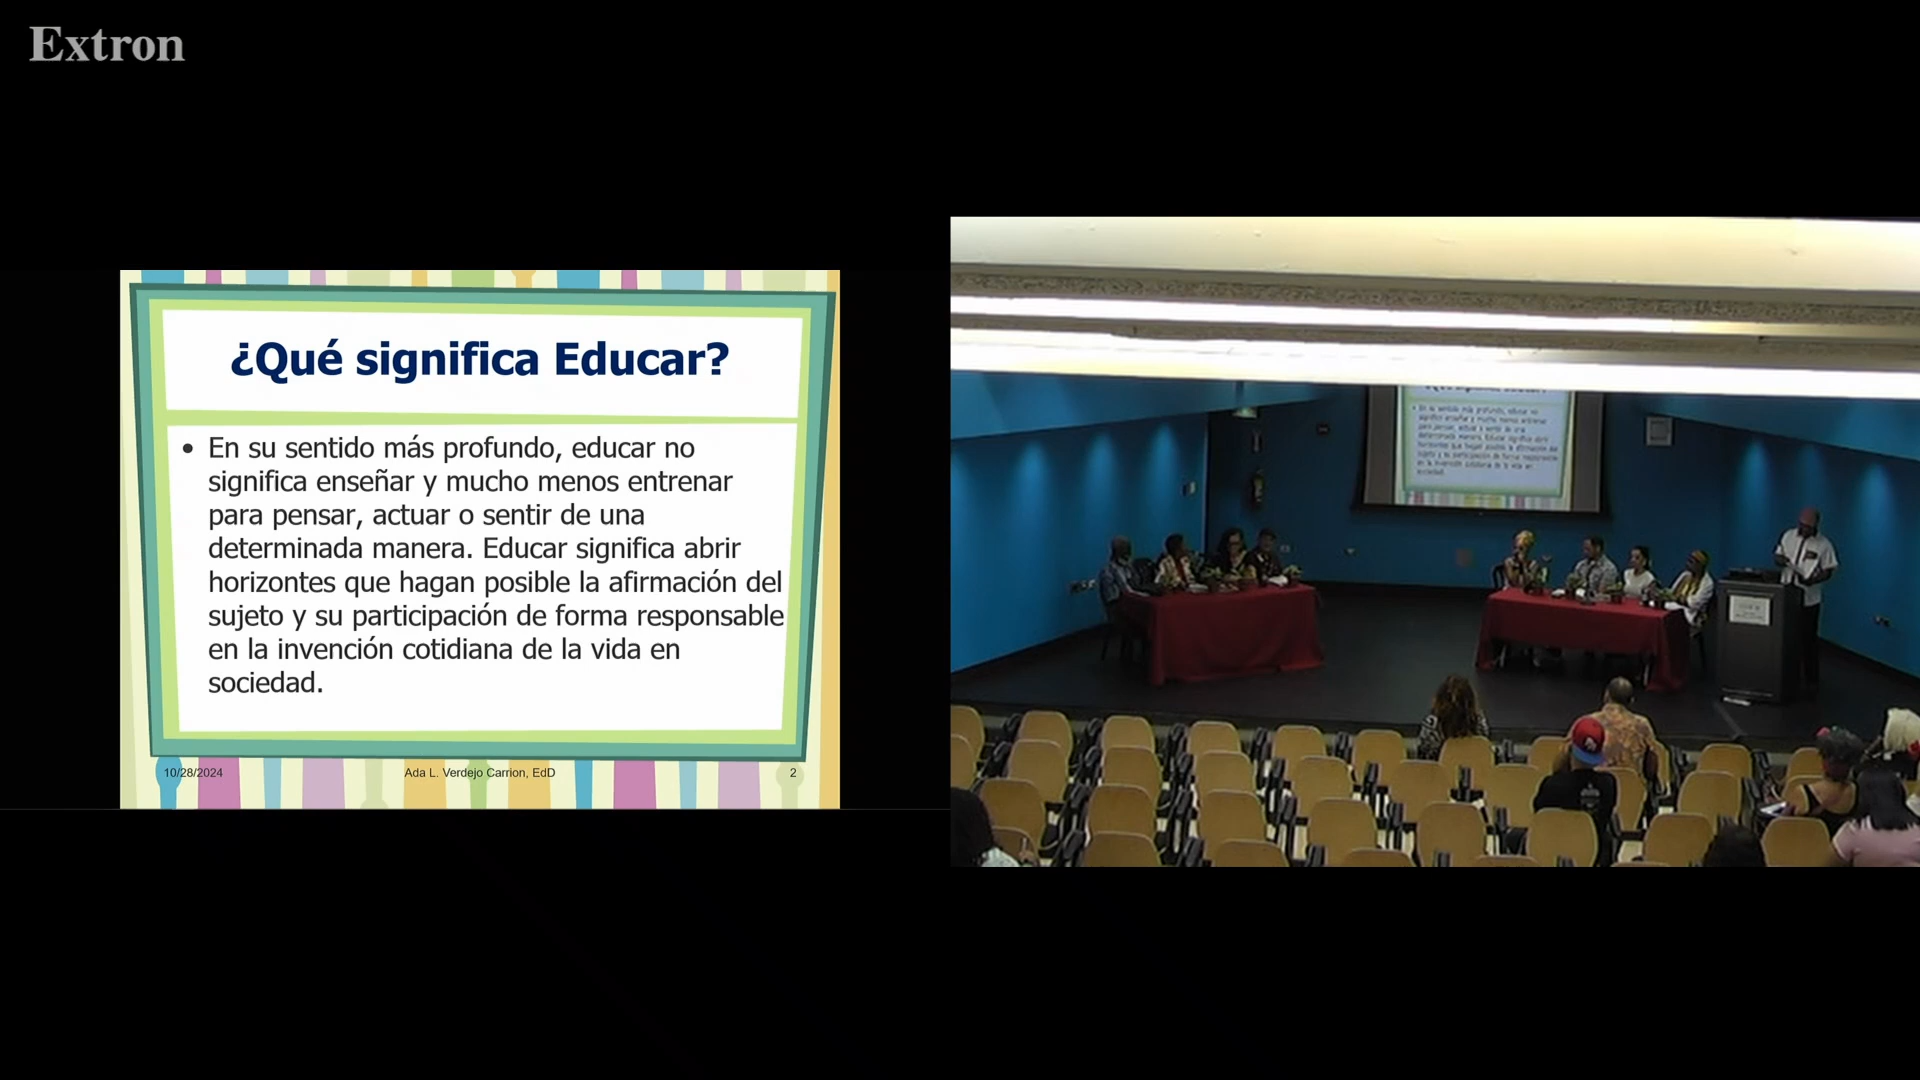 Extron
¿Qué significa Educar?
• En su sentido más profundo, educar no
significa enseñar y mucho menos entrenar
para pensar, actuar o sentir de una
determinada manera. Educar significa abrir
horizontes que hagan posible la afirmación del
sujeto y su participación de forma responsable
en la invención cotidiana de la vida en
sociedad.
10/28/2024
Ada L. Verdejo Carrion, EdD
2